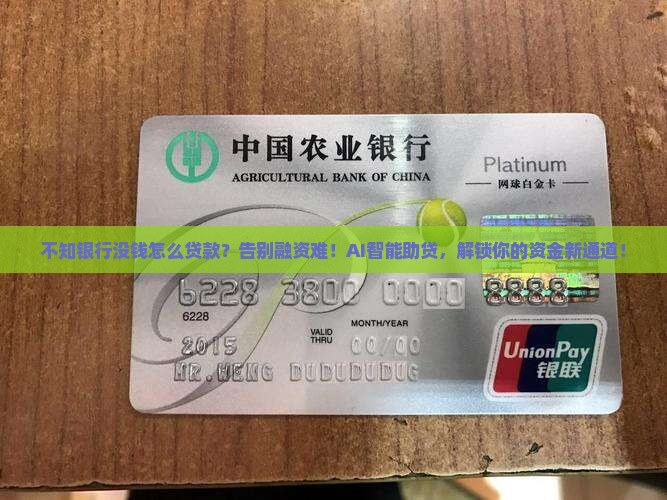 中国农业银行
AGRICULTURAL BANK OF CHINA
Platinum
网球白金卡
不知银行没钱怎么贷款？告别融资难！AI智能助贷，解锁你的资金新通道！
6228 3800 0000 8888
6228
VALID THRU
MONTH/YEAR
2015
00/00
MR.WENG DUDUDUDUG
UnionPay
银联